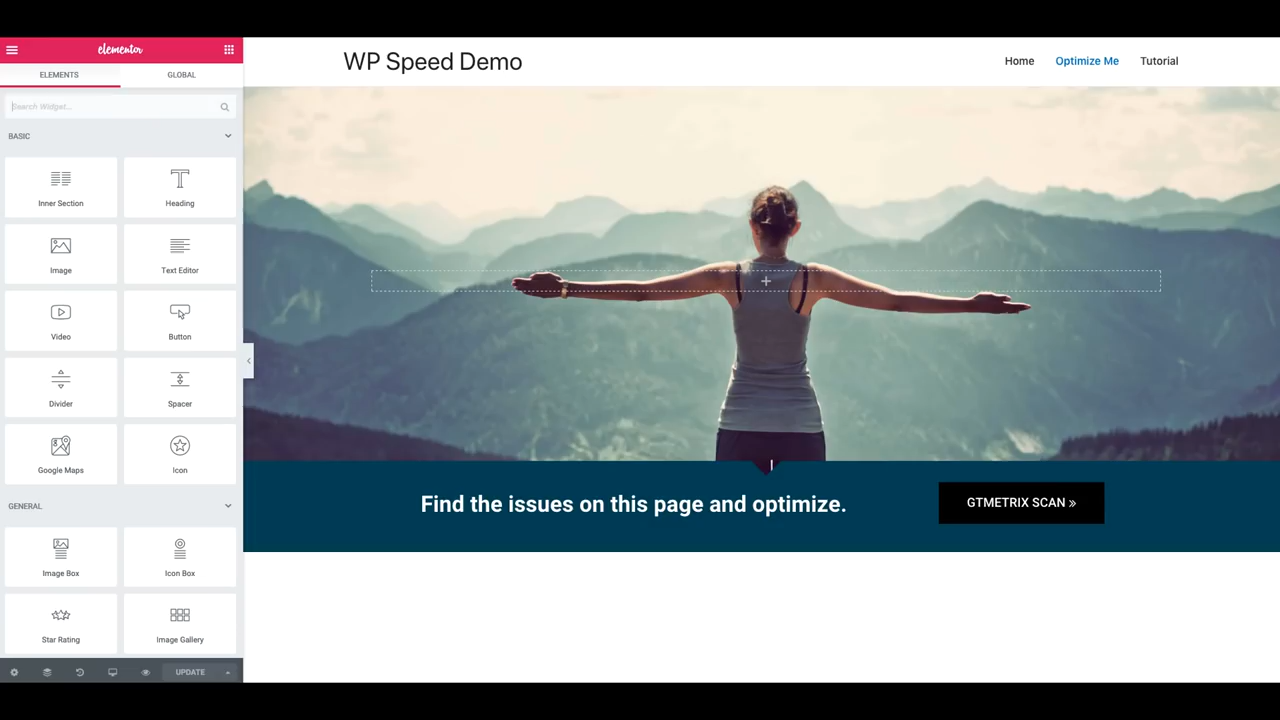 elementor
ELEMENTS GLOBAL
Search Widget...
BASIC
Inner Section Heading
Image Text Editor
Video Button
Divider Spacer
Google Maps Icon
GENERAL
Image Box Icon Box
Star Rating Image Gallery
UPDATE
WP Speed Demo
Home Optimize Me Tutorial
Find the issues on this page and optimize.
GTMETRIX SCAN »